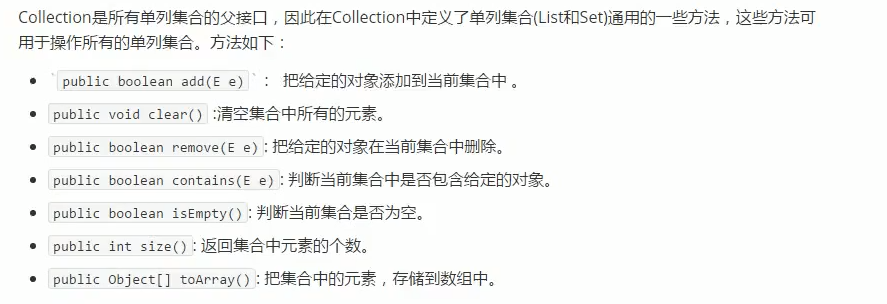 Collection是所有单列集合的父接口，因此在Collection中定义了单列集合(List和Set)通用的一些方法，这些方法可
用于操作所有的单列集合。方法如下：
• `public boolean add(E e)`： 把给定的对象添加到当前集合中 。
• public void clear() :清空集合中所有的元素。
• public boolean remove(E e): 把给定的对象在当前集合中删除。
• public boolean contains(E e): 判断当前集合中是否包含给定的对象。
• public boolean isEmpty(): 判断当前集合是否为空。
• public int size(): 返回集合中元素的个数。
• public Object[] toArray(): 把集合中的元素，存储到数组中。